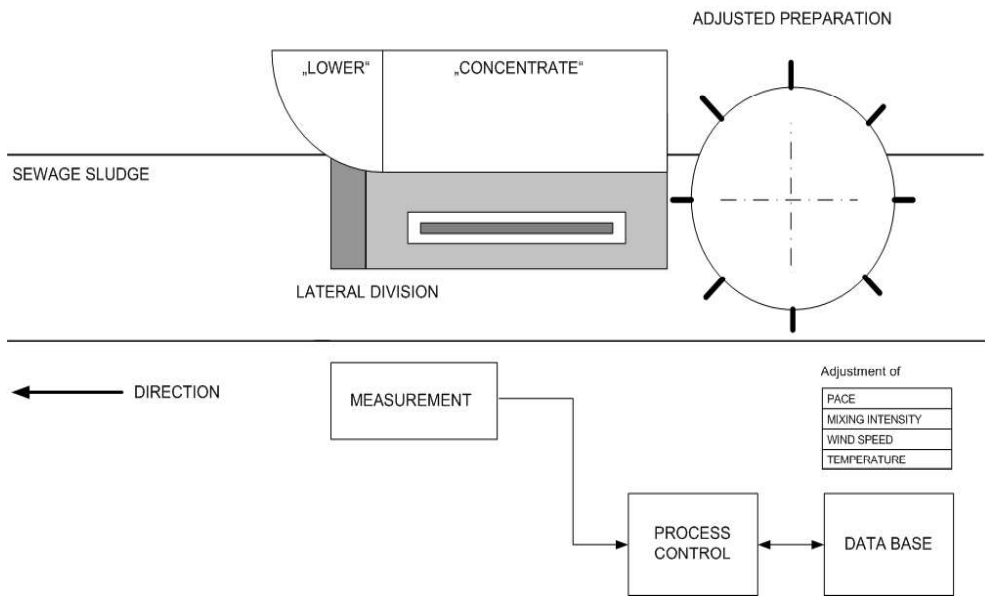 ADJUSTED PREPARATION
„LOWER“
„CONCENTRATE“
SEWAGE SLUDGE
LATERAL DIVISION
DIRECTION
MEASUREMENT
Adjustment of
PACE
MIXING INTENSITY
WIND SPEED
TEMPERATURE
PROCESS
CONTROL
DATA BASE